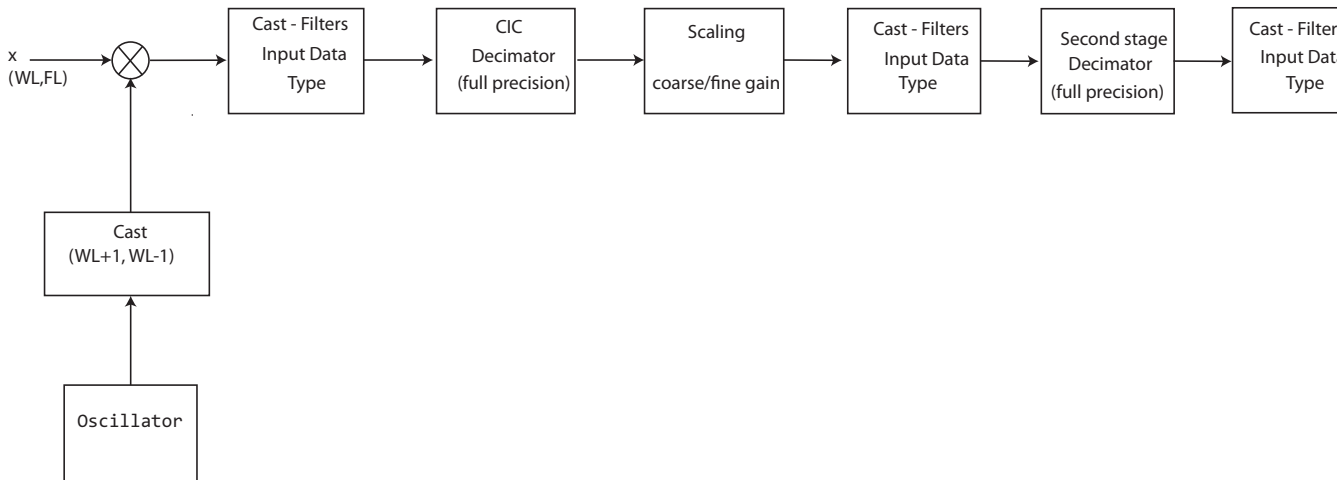 x
(WL,FL)
Cast - Filters
Input Data
Type
CIC
Decimator
(full precision)
Scaling
coarse/fine gain
Cast - Filters
Input Data
Type
Second stage
Decimator
(full precision)
Cast - Filter
Input Data
Type
Cast
(WL+1, WL-1)
Oscillator